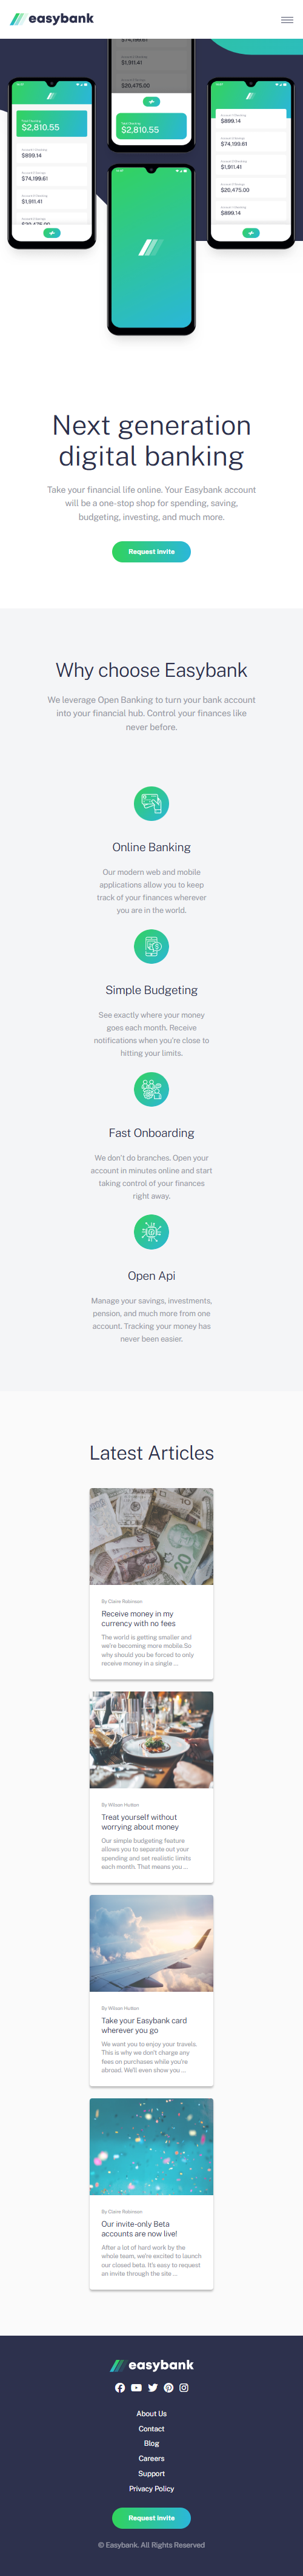 easybank
$2,810.55
$899.14
$74,199.61
$1,911.41
$1,911.41
$20,475.00
$2,810.55
$899.14
$74,199.61
$1,911.41
$20,475.00
$899.14
Next generation
digital banking
Take your financial life online. Your Easybank account
will be a one-stop shop for spending, saving,
budgeting, investing, and much more.
Request Invite
Why choose Easybank
We leverage Open Banking to turn your bank account
into your financial hub. Control your finances like
never before.
Online Banking
Our modern web and mobile
applications allow you to keep
track of your finances wherever
you are in the world.
Simple Budgeting
See exactly where your money
goes each month. Receive
notifications when you're close to
hitting your limits.
Fast Onboarding
We don't do branches. Open your
account in minutes online and start
taking control of your finances
right away.
Open Api
Manage your savings, investments,
pension, and much more from one
account. Tracking your money has
never been easier.
Latest Articles
By Claire Robinson
Receive money in my
currency with no fees
The world is getting smaller and
we're becoming more mobile.So
why should you be forced to only
receive money in a single ...
By Wilson Hutton
Treat yourself without
worrying about money
Our simple budgeting feature
allows you to separate out your
spending and set realistic limits
each month. That means you ...
By Wilson Hutton
Take your Easybank card
wherever you go
We want you to enjoy your travels.
This is why we don't charge any
fees on purchases while you're
abroad. We'll even show you ...
By Claire Robinson
Our invite-only Beta
accounts are now live!
After a lot of hard work by the
whole team, we're excited to launch
our closed beta. It's easy to request
an invite through the site ...
easybank
About Us
Contact
Blog
Careers
Support
Privacy Policy
Request Invite
© Easybank. All Rights Reserved